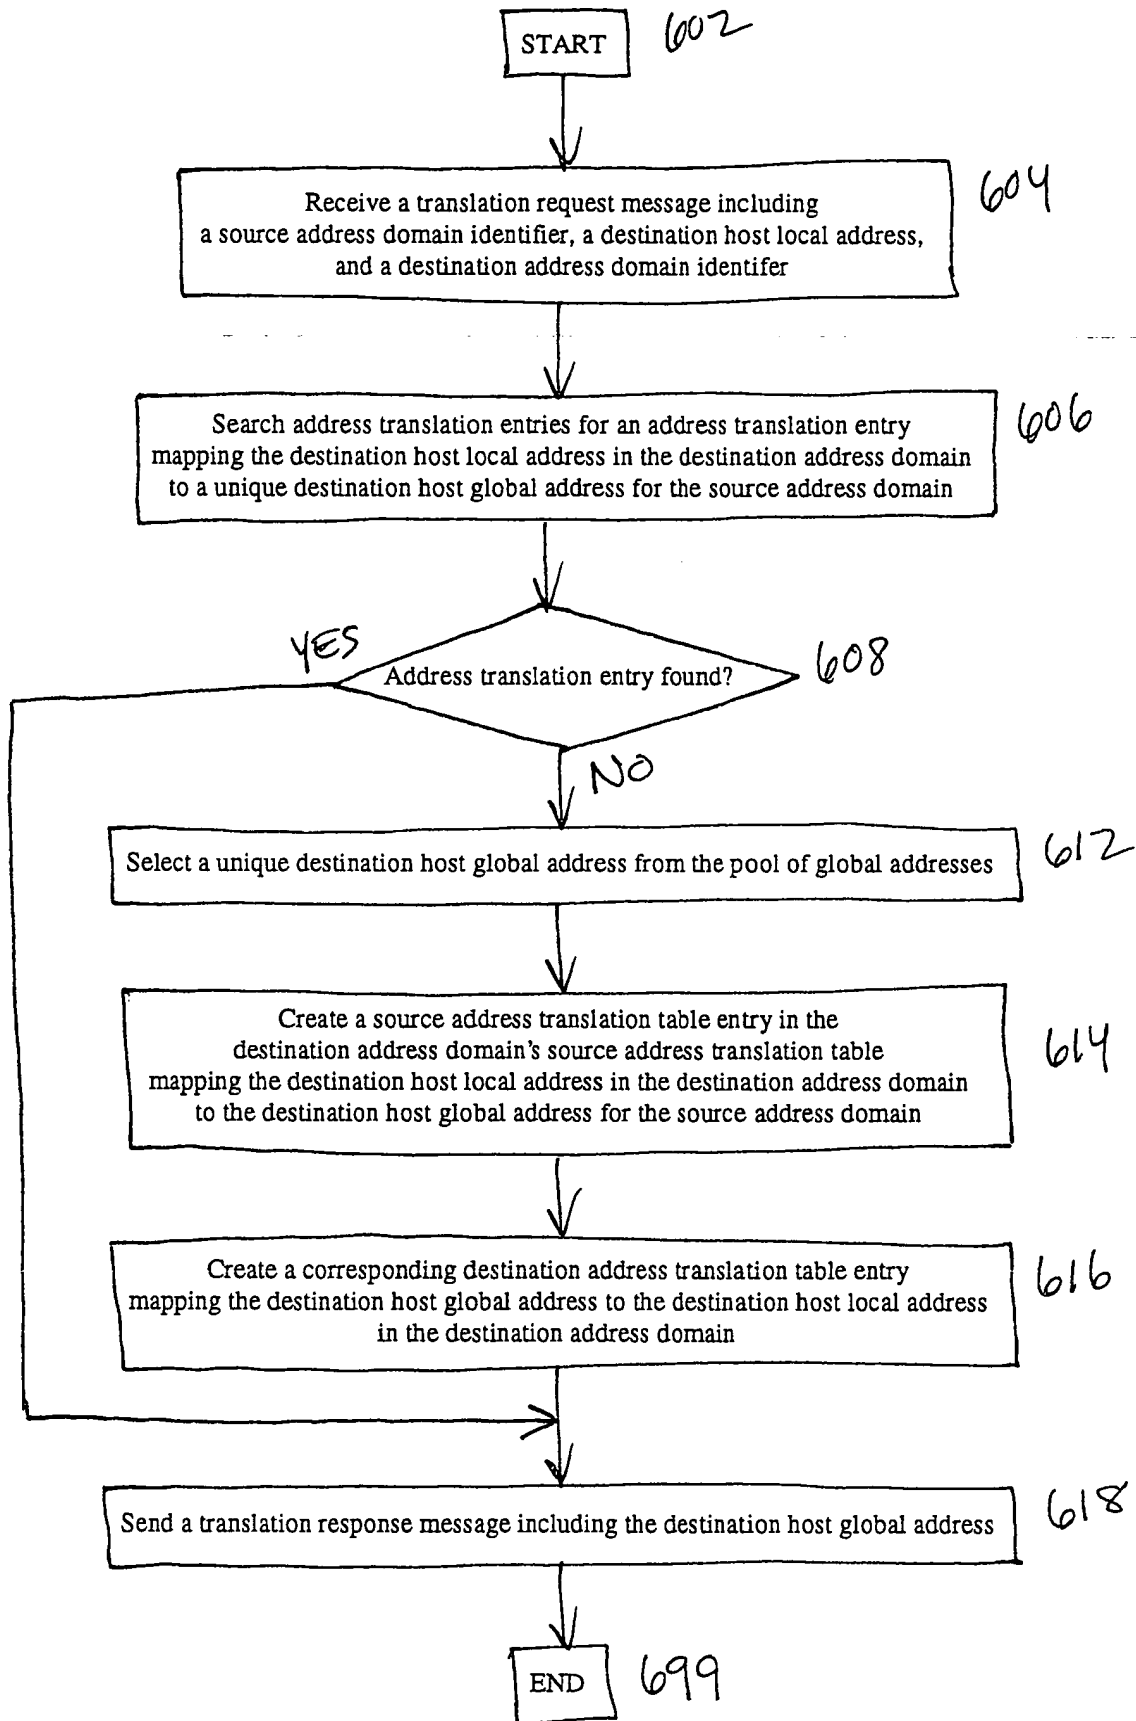 START
602
Receive a translation request message including
a source address domain identifier, a destination host local address,
and a destination address domain identifer
604
Search address translation entries for an address translation entry
mapping the destination host local address in the destination address domain
to a unique destination host global address for the source address domain
606
YES
Address translation entry found?
608
NO
Select a unique destination host global address from the pool of global addresses
612
Create a source address translation table entry in the
destination address domain's source address translation table
mapping the destination host local address in the destination address domain
to the destination host global address for the source address domain
614
Create a corresponding destination address translation table entry
mapping the destination host global address to the destination host local address
in the destination address domain
616
Send a translation response message including the destination host global address
618
END
699